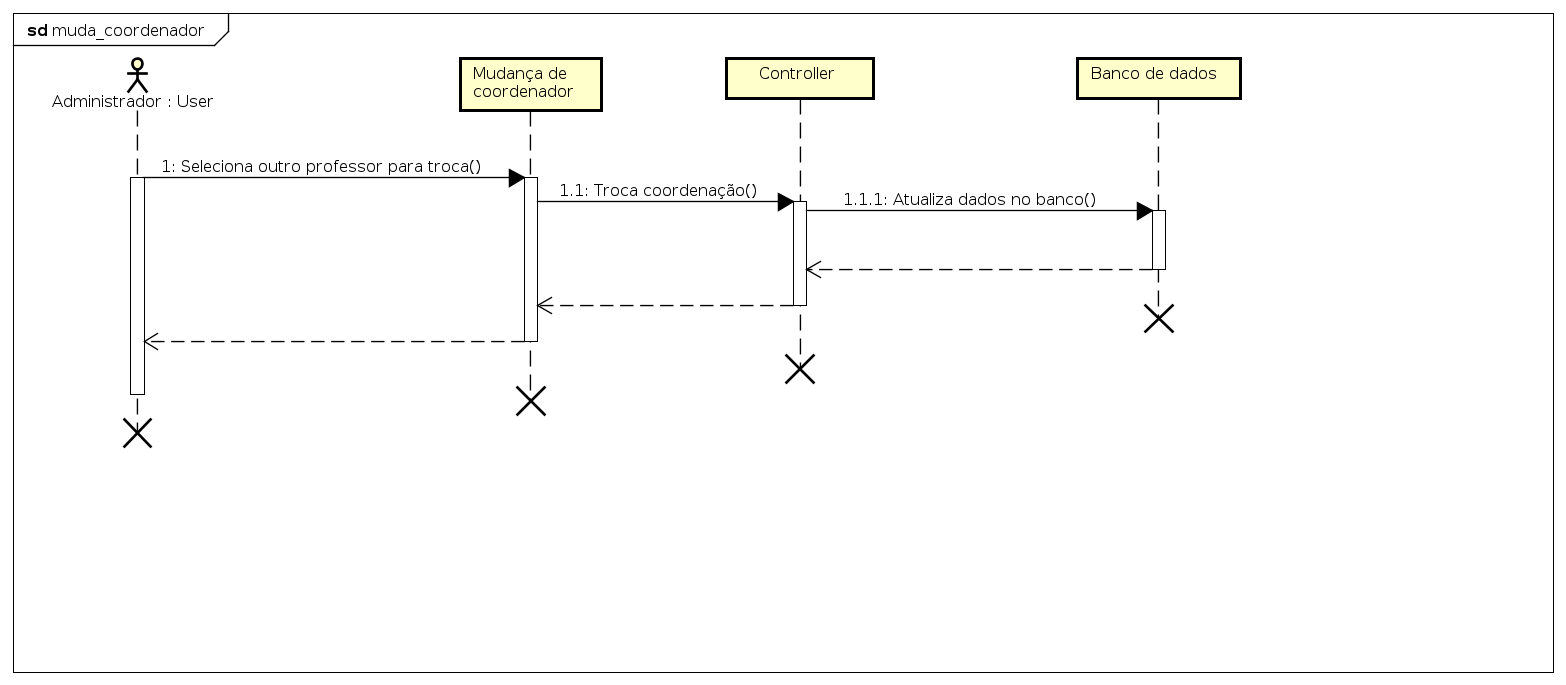 sd muda_coordenador
Administrador : User
Mudança de
coordenador
Controller
Banco de dados
1: Seleciona outro professor para troca()
1.1: Troca coordenação()
1.1.1: Atualiza dados no banco()